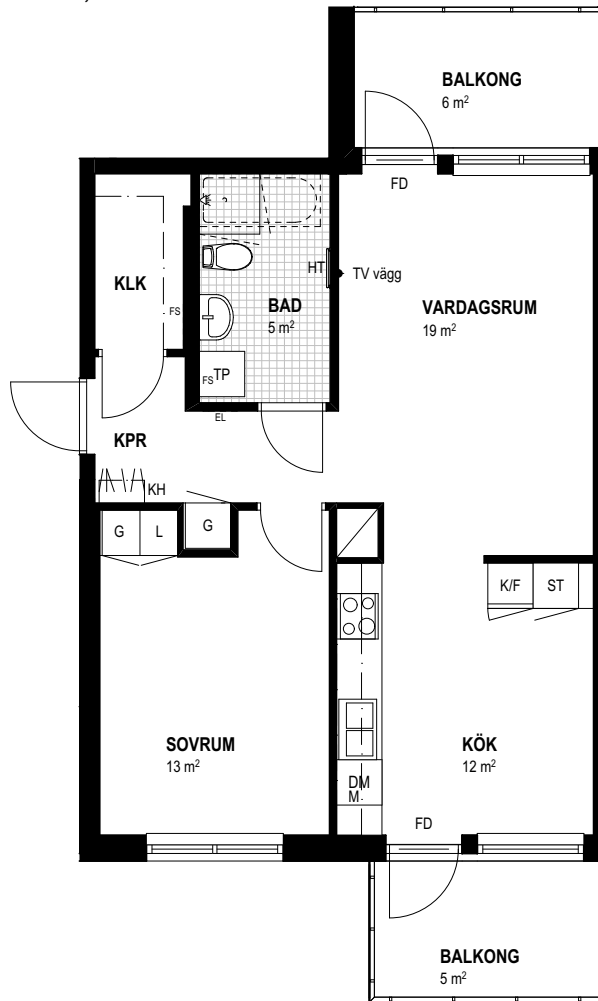 BALKONG
6 m²
FD
KLK
FS
HT
TV vägg
BAD
5 m²
VARDAGSRUM
19 m²
FS
TP
EL
KPR
KH
G
L
G
K/F
ST
SOVRUM
13 m²
KÖK
12 m²
DM
M
FD
BALKONG
5 m²